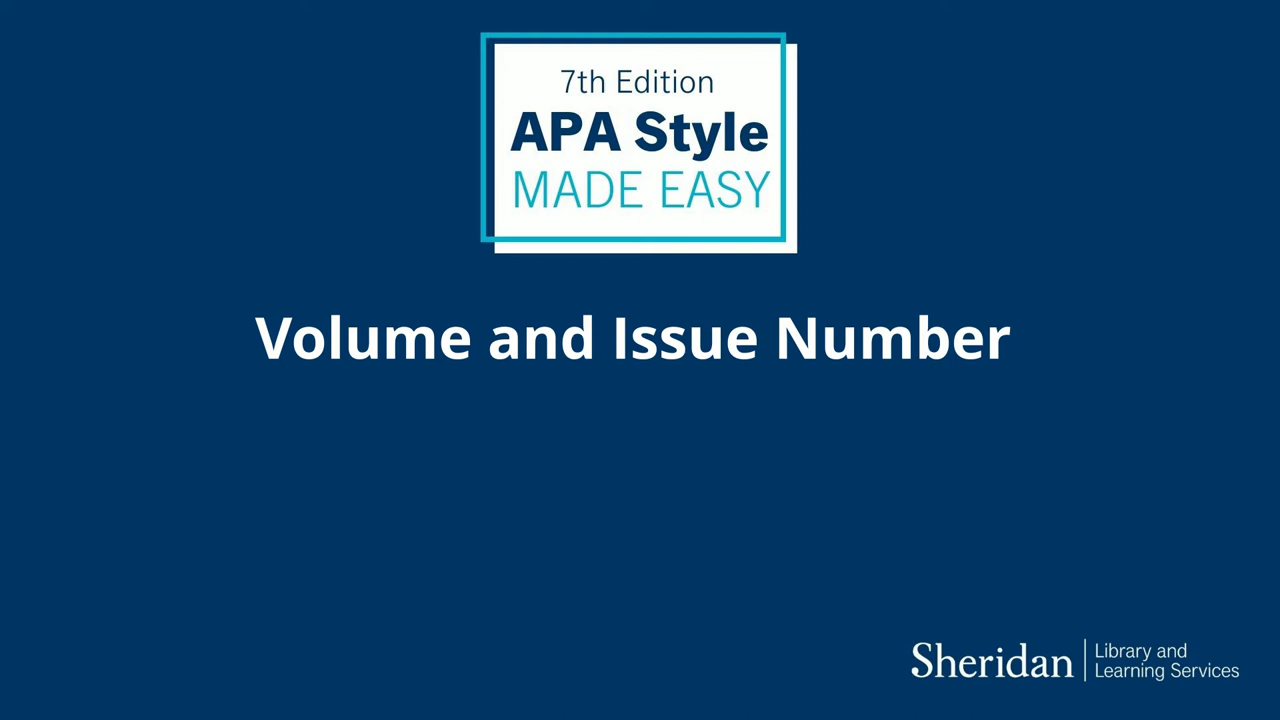 7th Edition
APA Style
MADE EASY
Volume and Issue Number
Sheridan
Library and
Learning Services